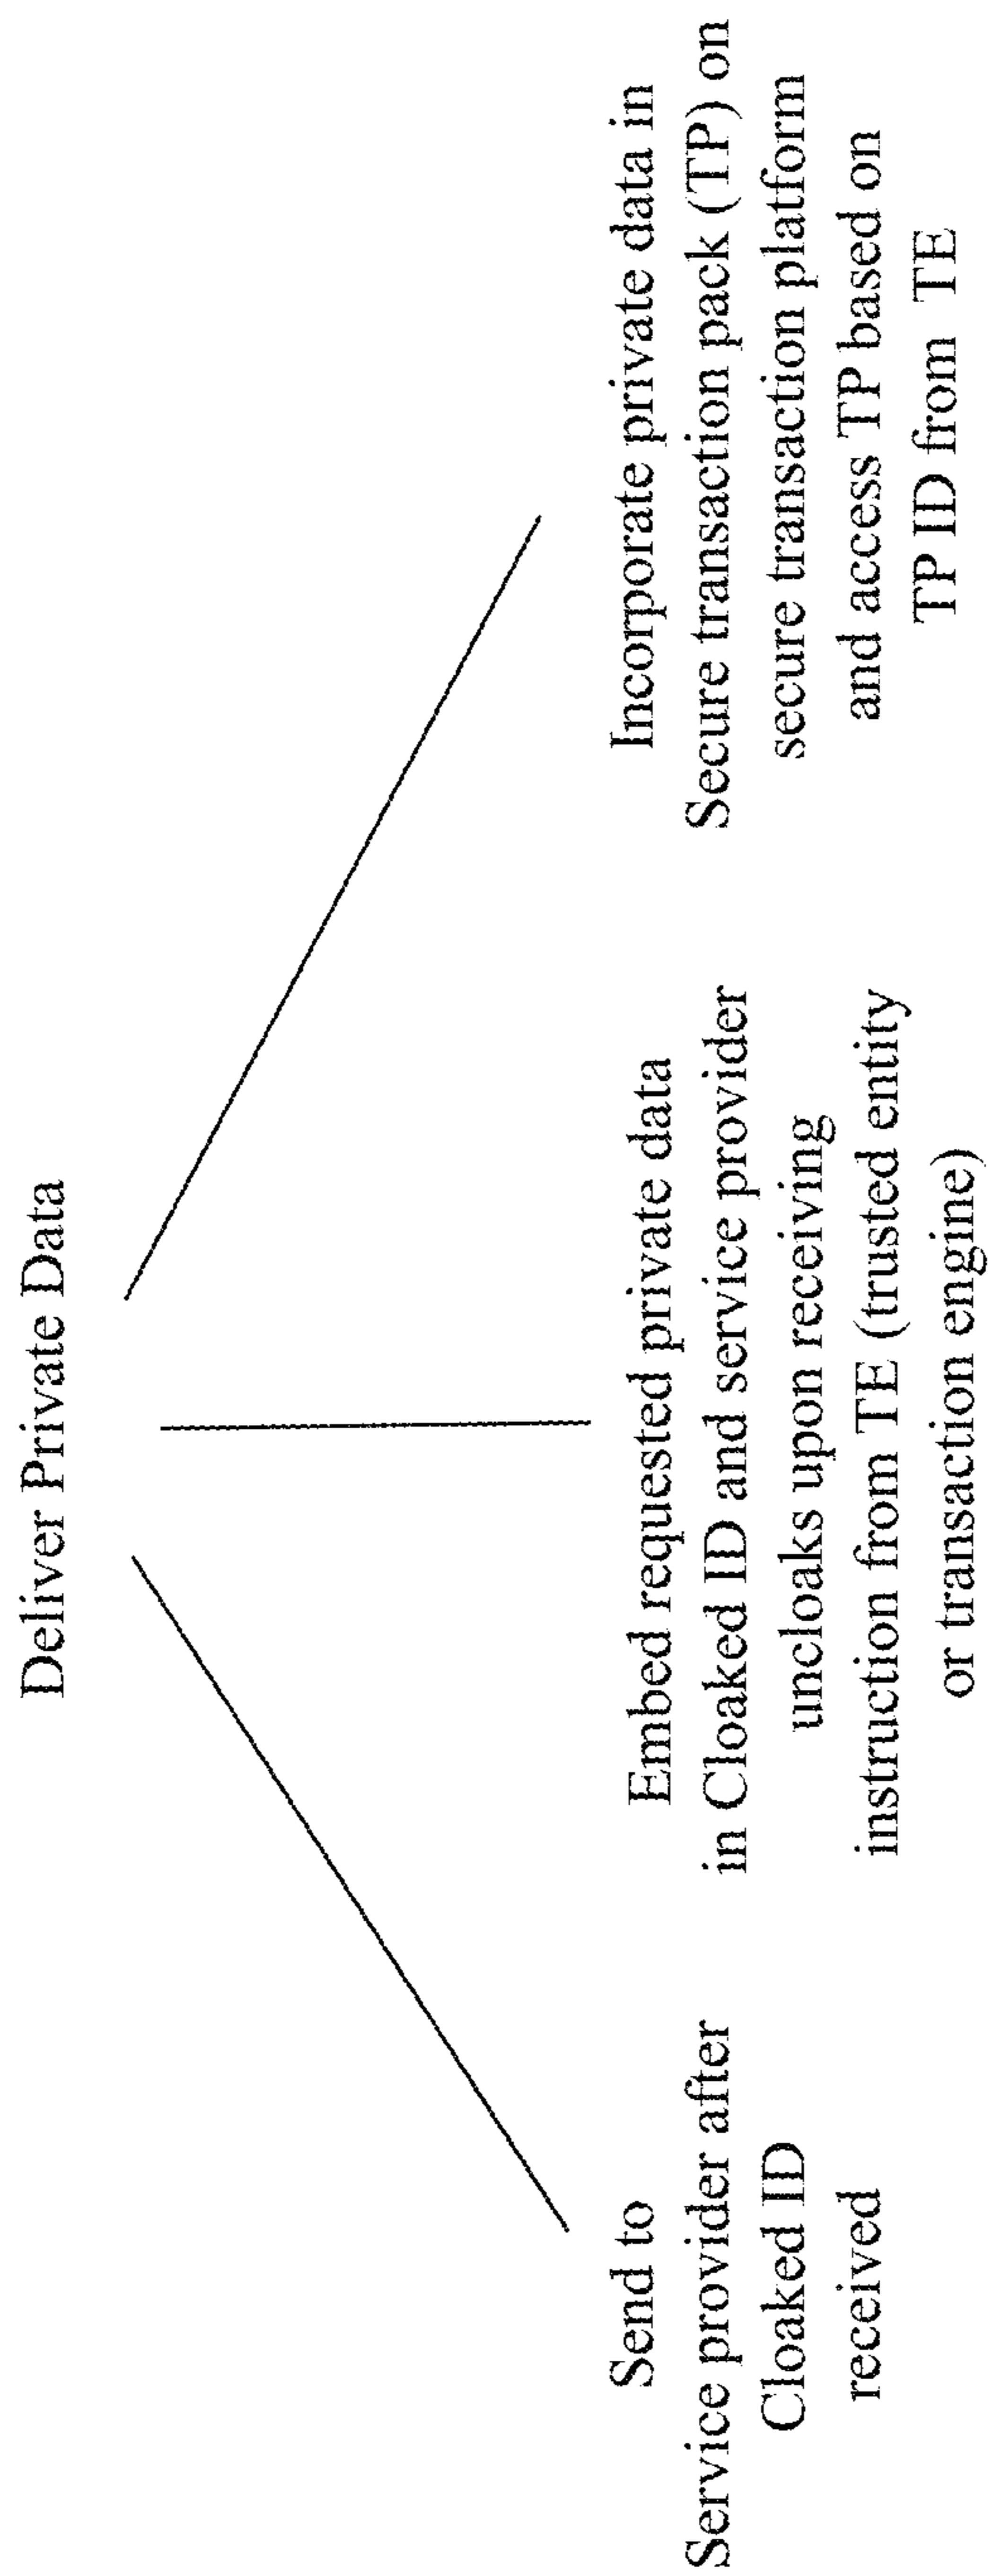 Deliver Private Data
Send to
Service provider after
Cloaked ID
received
Embed requested private data
in Cloaked ID and service provider
uncloaks upon receiving
instruction from TE (trusted entity
or transaction engine)
Incorporate private data in
Secure transaction pack (TP) on
secure transaction platform
and access TP based on
TP ID from TE